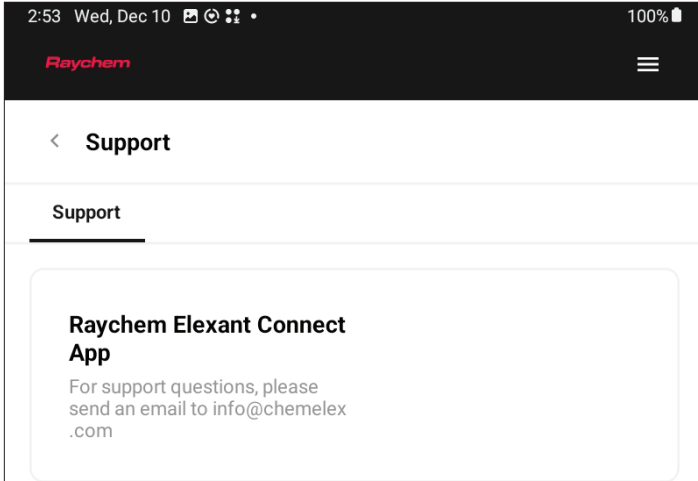 2:53 Wed, Dec 10 100%
Raychem
Support
Support
Raychem Elexant Connect
App
For support questions, please
send an email to info@chemelex
.com